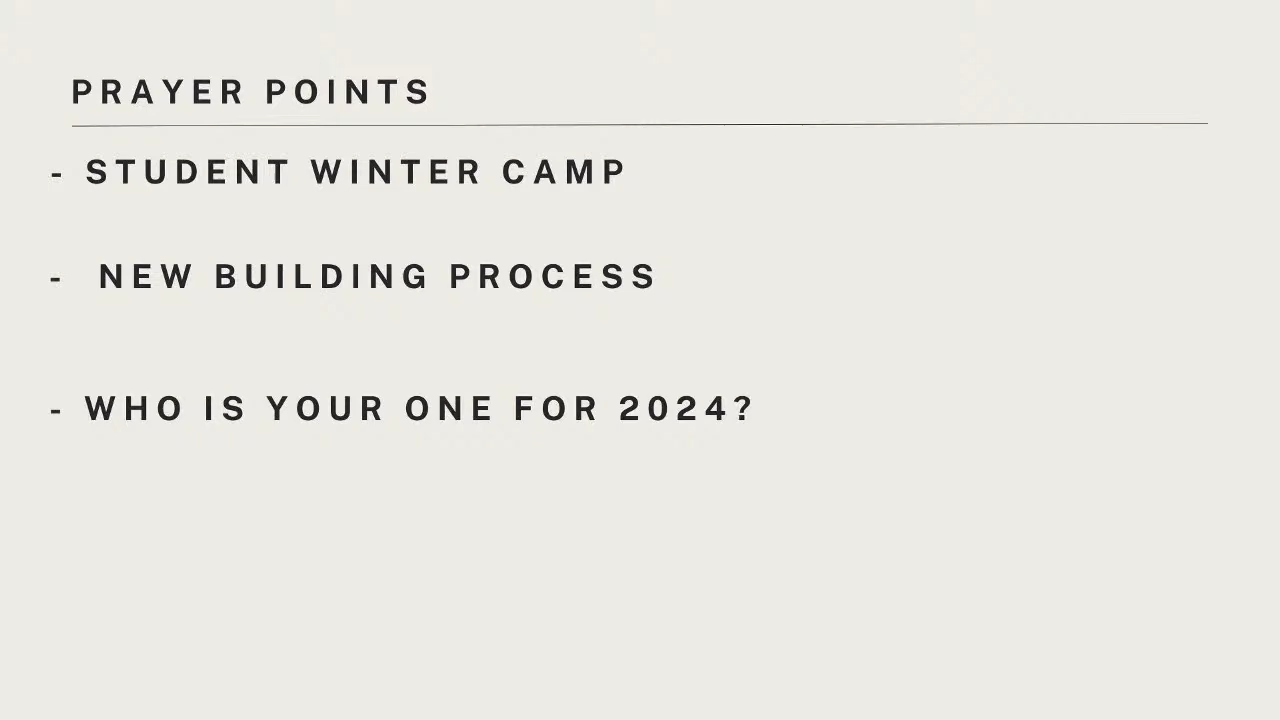 PRAYER POINTS
- STUDENT WINTER CAMP
- NEW BUILDING PROCESS
- WHO IS YOUR ONE FOR 2024?